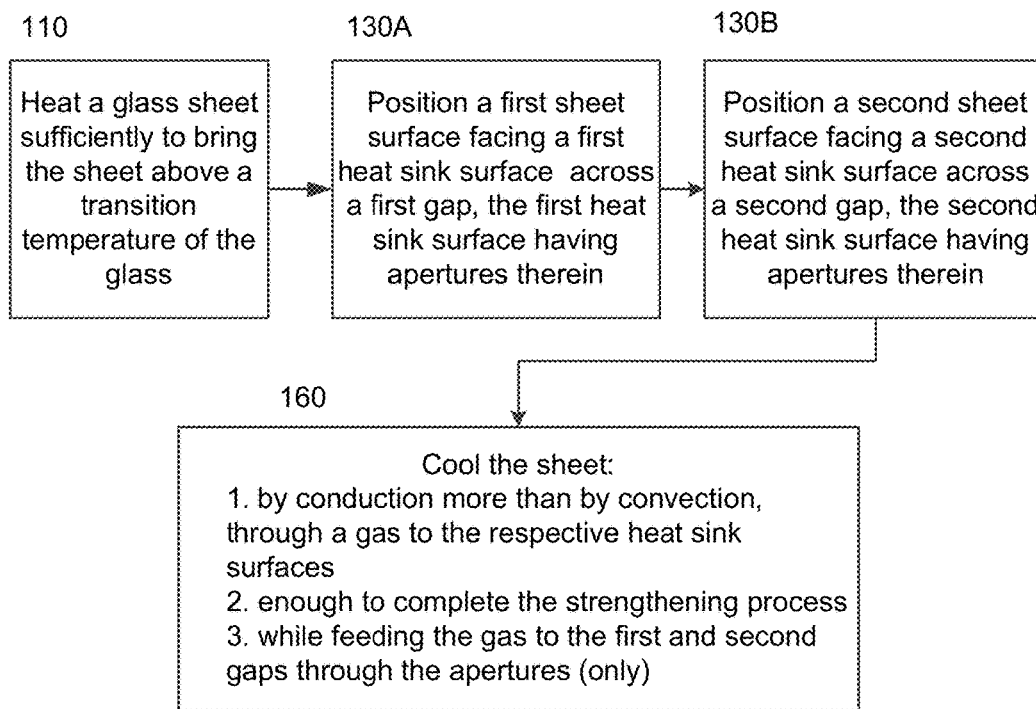 110
Heat a glass sheet
sufficiently to bring
the sheet above a
transition
temperature of the
glass
130A
Position a first sheet
surface facing a first
heat sink surface across
a first gap, the first heat
sink surface having
apertures therein
130B
Position a second sheet
surface facing a second
heat sink surface across
a second gap, the second
heat sink surface having
apertures therein
160
Cool the sheet:
1. by conduction more than by convection,
through a gas to the respective heat sink
surfaces
2. enough to complete the strengthening process
3. while feeding the gas to the first and second
gaps through the apertures (only)